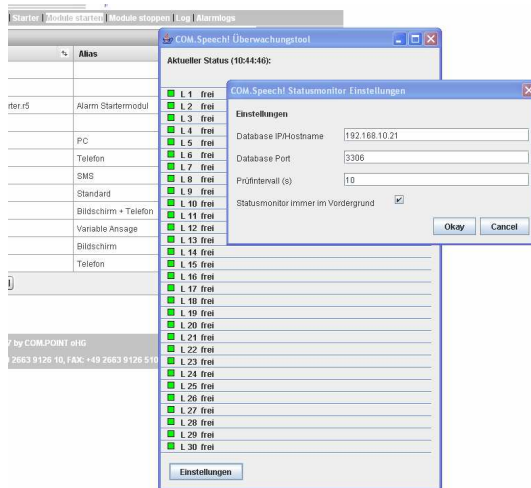 | Starter | Module starten | Module stoppen | Log | Alarmlogs
Alias
rter.r5 Alarm Startermodul
PC
Telefon
SMS
Standard
Bildschirm + Telefon
Variable Ansage
Bildschirm
Telefon
7 by COM.POINT oHG
2663 9126 10, FAX: +49 2663 9126 510
COM.Speech! Überwachungstool
Aktueller Status (10:44:46):
L 1 frei
L 2 frei
L 3 frei
L 4 frei
L 5 frei
L 6 frei
L 7 frei
L 8 frei
L 9 frei
L 10 frei
L 11 frei
L 12 frei
L 13 frei
L 14 frei
L 15 frei
L 16 frei
L 17 frei
L 18 frei
L 19 frei
L 20 frei
L 21 frei
L 22 frei
L 23 frei
L 24 frei
L 25 frei
L 26 frei
L 27 frei
L 28 frei
L 29 frei
L 30 frei
Einstellungen
COM.Speech! Statusmonitor Einstellungen
Einstellungen
Database IP/Hostname 192.168.10.21
Database Port 3306
Prüfintervall (s) 10
Statusmonitor immer im Vordergrund
Okay Cancel